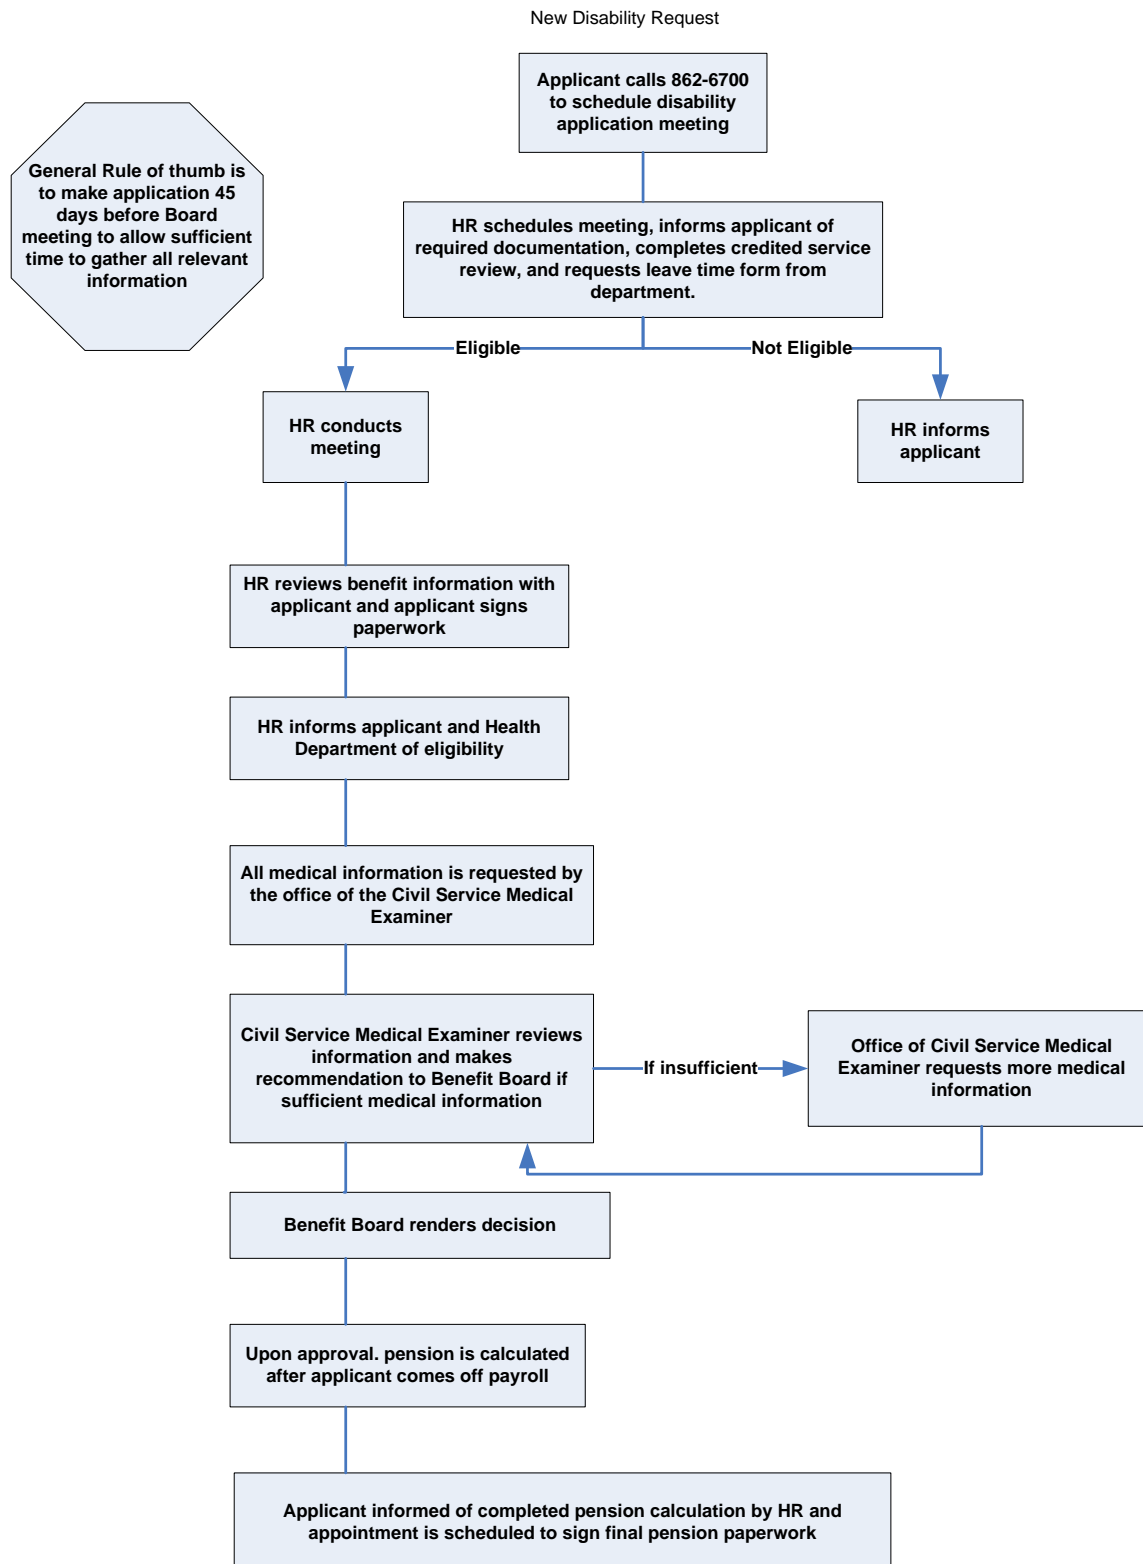 New Disability Request
Applicant calls 862-6700
to schedule disability
application meeting
General Rule of thumb is
to make application 45
days before Board
meeting to allow sufficient
time to gather all relevant
information
HR schedules meeting, informs applicant of
required documentation, completes credited service
review, and requests leave time form from
department.
Eligible
Not Eligible
HR conducts
meeting
HR informs
applicant
HR reviews benefit information with
applicant and applicant signs
paperwork
HR informs applicant and Health
Department of eligibility
All medical information is requested by
the office of the Civil Service Medical
Examiner
Civil Service Medical Examiner reviews
information and makes
recommendation to Benefit Board if
sufficient medical information
If insufficient
Office of Civil Service Medical
Examiner requests more medical
information
Benefit Board renders decision
Upon approval. pension is calculated
after applicant comes off payroll
Applicant informed of completed pension calculation by HR and
appointment is scheduled to sign final pension paperwork